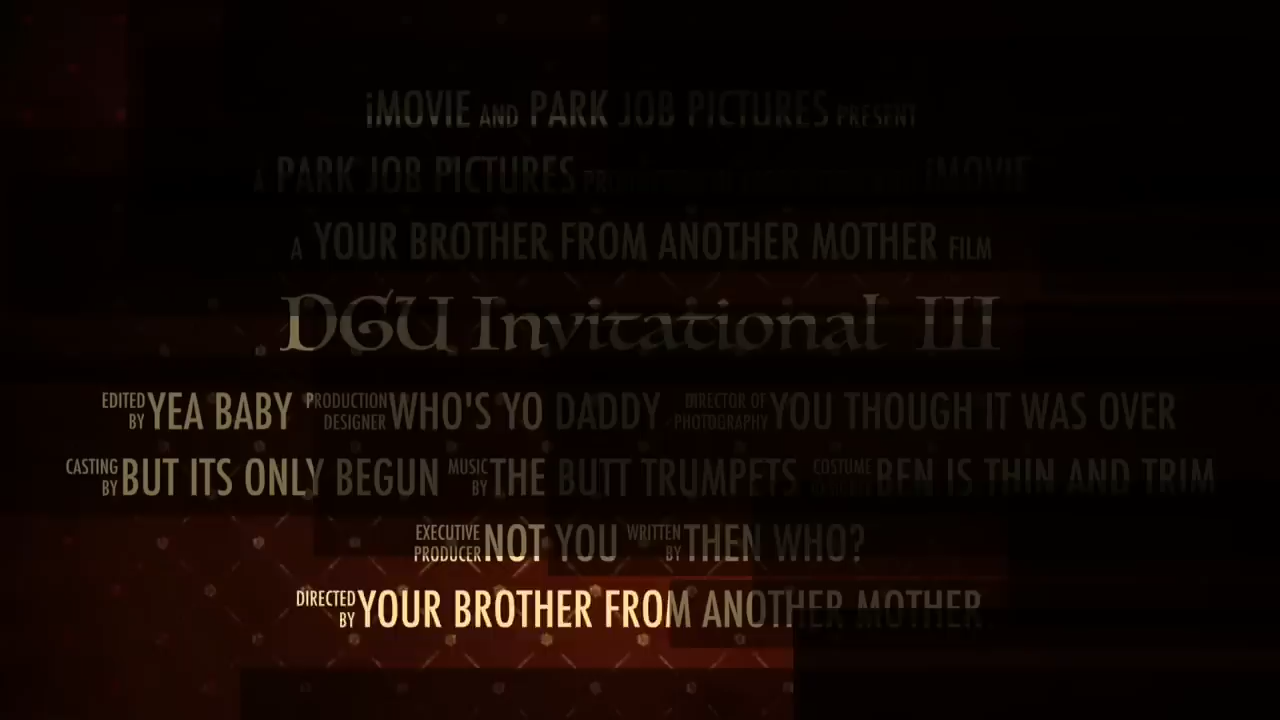 iMOVIE AND PARK JOB PICTURES PRESENT
A PARK JOB PICTURES IMOVIE
A YOUR BROTHER FROM ANOTHER MOTHER FILM
DGU Invitational III
EDITED BY YEA BABY PRODUCTION DESIGNER WHO'S YO DADDY DIRECTOR OF PHOTOGRAPHY YOU THOUGH IT WAS OVER
CASTING BY BUT ITS ONLY BEGUN MUSIC BY THE BUTT TRUMPETS COSTUME BEN IS THIN AND TRIM
EXECUTIVE PRODUCER NOT YOU WRITTEN BY THEN WHO?
DIRECTED BY YOUR BROTHER FROM ANOTHER MOTHER